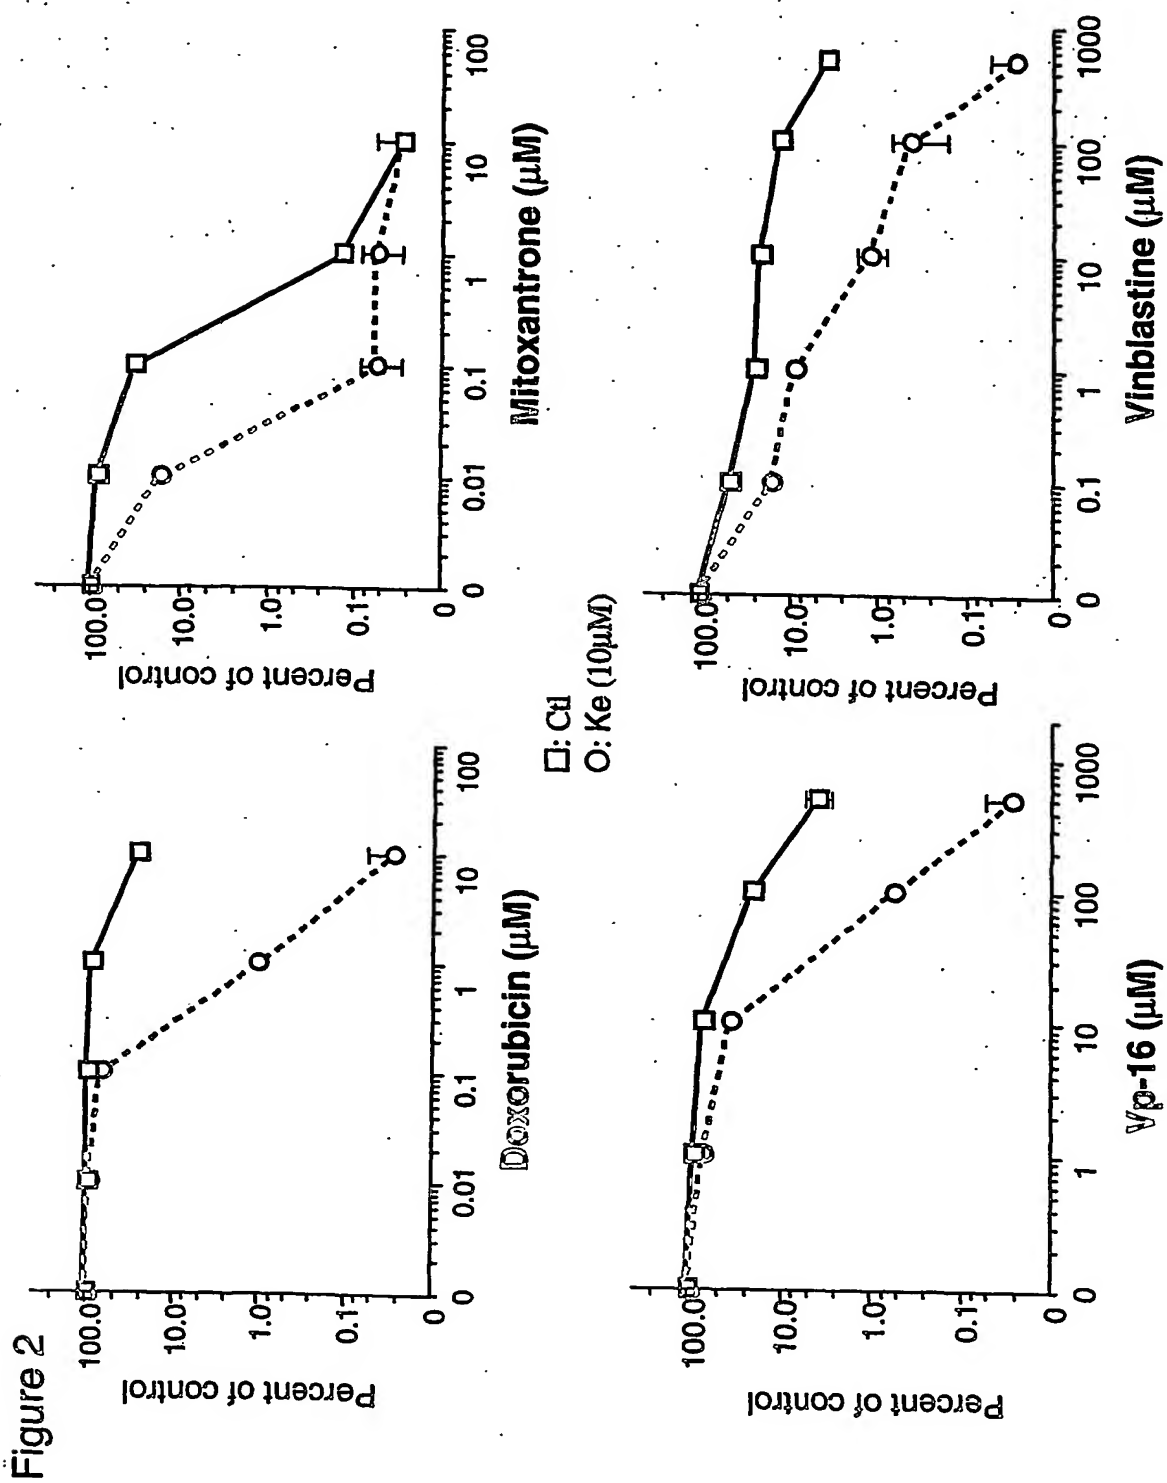 Figure 2
Percent of control
100.0
10.0
1.0
0.1
0
0 0.01 0.1 1 10 100
Doxorubicin (µM)
Percent of control
100.0
10.0
1.0
0.1
0
0 0.01 0.1 1 10 100
Mitoxantrone (µM)
□: Ctl
O: Ke (10µM)
Percent of control
100.0
10.0
1.0
0.1
0
0 1 10 100 1000
Vp-16 (µM)
Percent of control
100.0
10.0
1.0
0.1
0
0 0.1 1 10 100 1000
Vinblastine (µM)